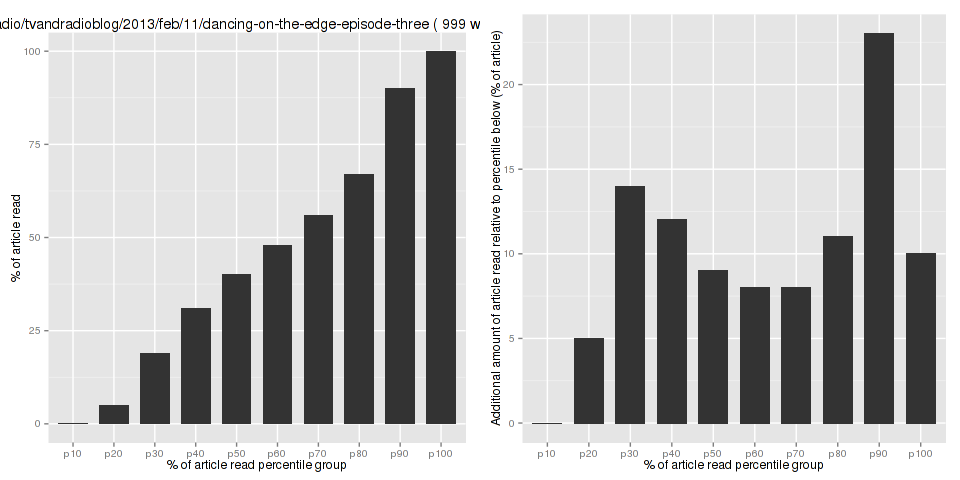 adio/tvandradioblog/2013/feb/11/dancing-on-the-edge-episode-three ( 999 w
100
75
50
25
0
% of article read
p10 p20 p30 p40 p50 p60 p70 p80 p90 p100
% of article read percentile group
20
15
10
5
0
Additional amount of article read relative to percentile below (% of article)
p10 p20 p30 p40 p50 p60 p70 p80 p90 p100
% of article read percentile group